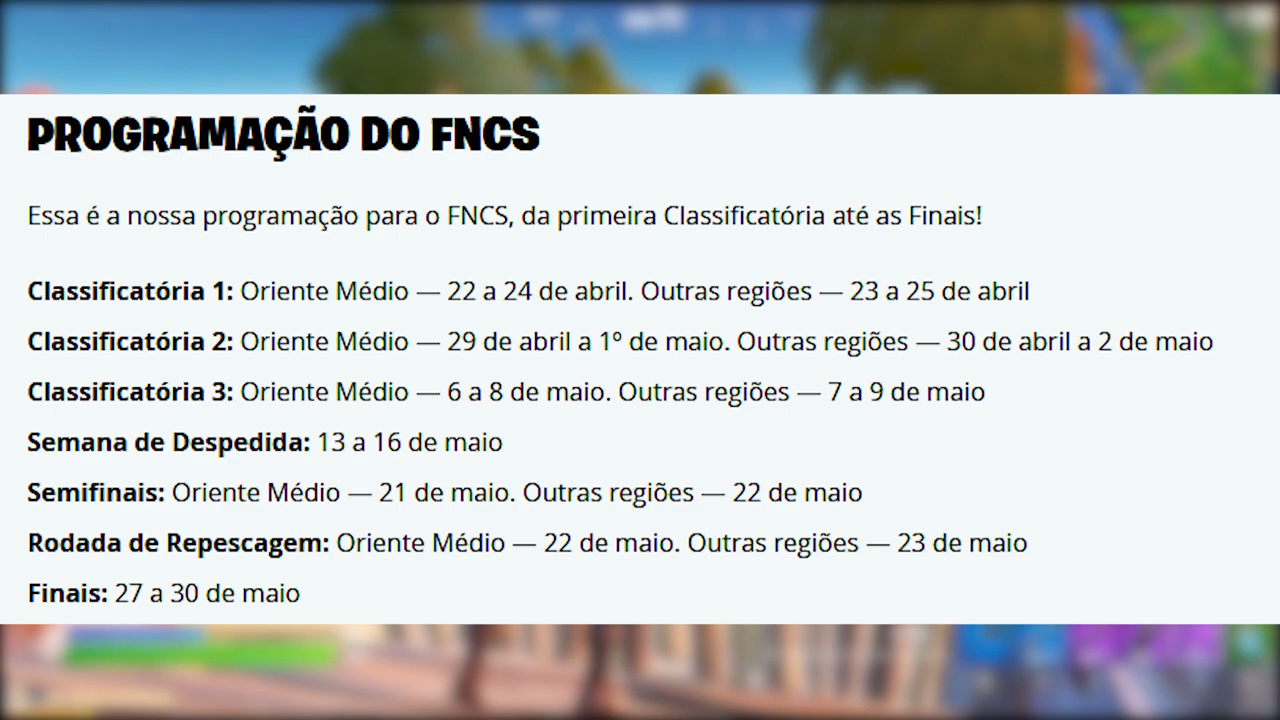 PROGRAMAÇÃO DO FNCS
Essa é a nossa programação para o FNCS, da primeira Classificatória até as Finais!
Classificatória 1: Oriente Médio — 22 a 24 de abril. Outras regiões — 23 a 25 de abril
Classificatória 2: Oriente Médio — 29 de abril a 1º de maio. Outras regiões — 30 de abril a 2 de maio
Classificatória 3: Oriente Médio — 6 a 8 de maio. Outras regiões — 7 a 9 de maio
Semana de Despedida: 13 a 16 de maio
Semifinais: Oriente Médio — 21 de maio. Outras regiões — 22 de maio
Rodada de Repescagem: Oriente Médio — 22 de maio. Outras regiões — 23 de maio
Finais: 27 a 30 de maio